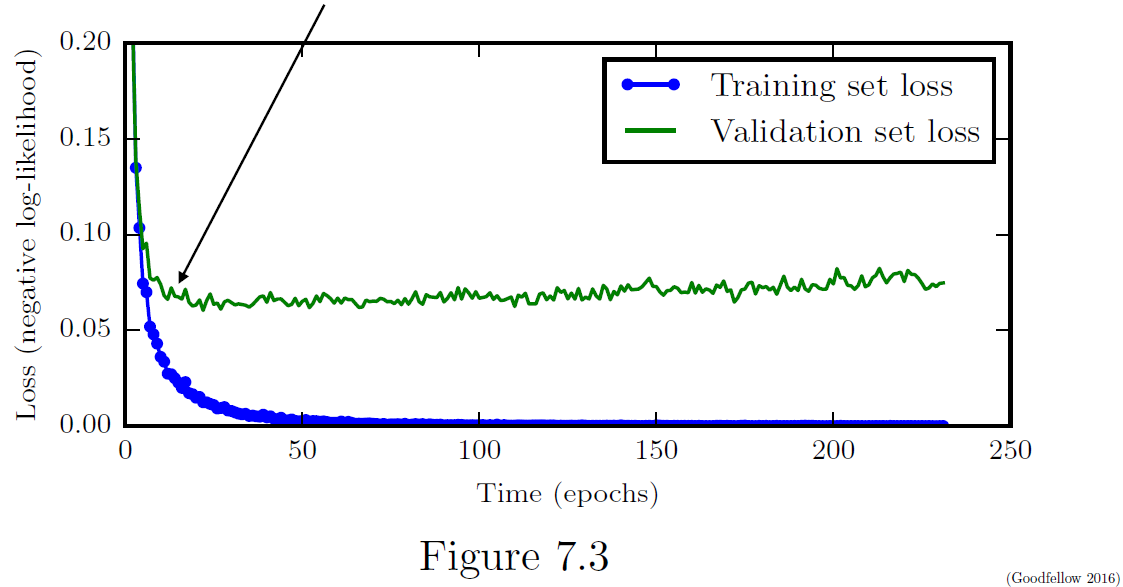 0.20
0.15
0.10
0.05
0.00
Loss (negative log-likelihood)
Training set loss
Validation set loss
0 50 100 150 200 250
Time (epochs)
Figure 7.3
(Goodfellow 2016)